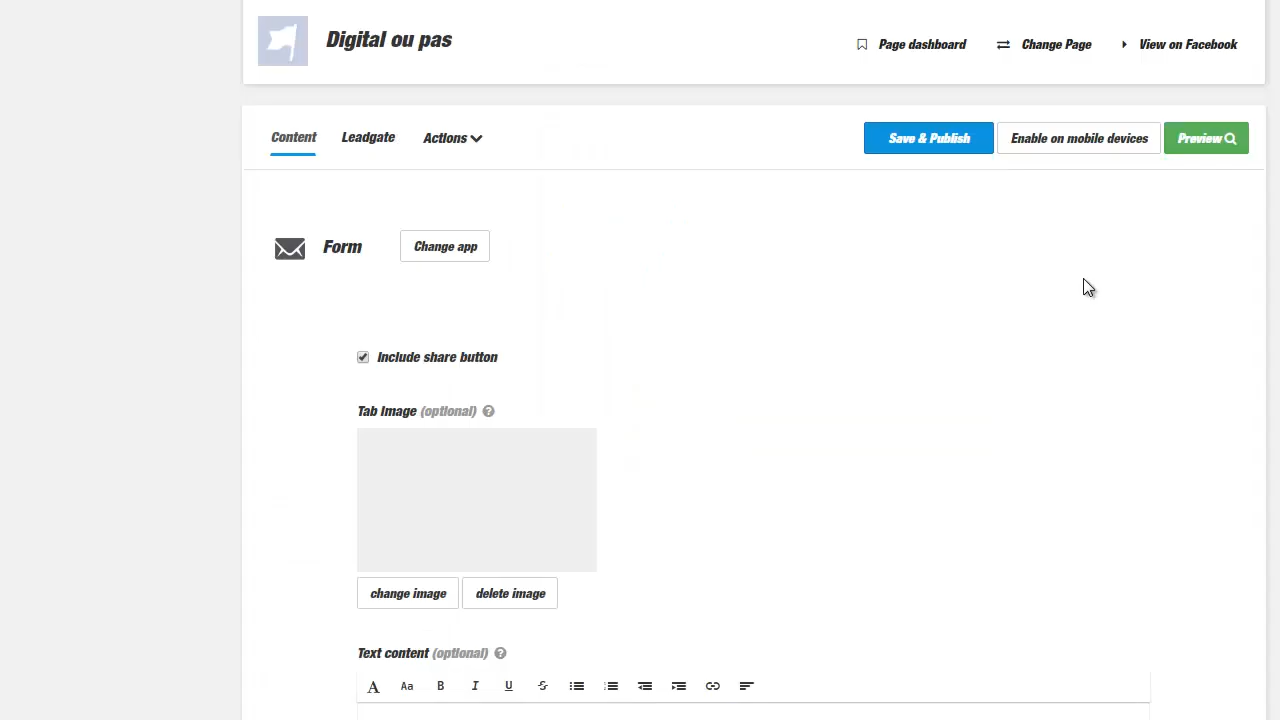 Digital ou pas
Page dashboard
Change Page
View on Facebook
Content
Leadgate
Actions
Save & Publish
Enable on mobile devices
Preview
Form
Change app
Include share button
Tab Image (optional) ?
change image
delete image
Text content (optional) ?
A Aa B I U S